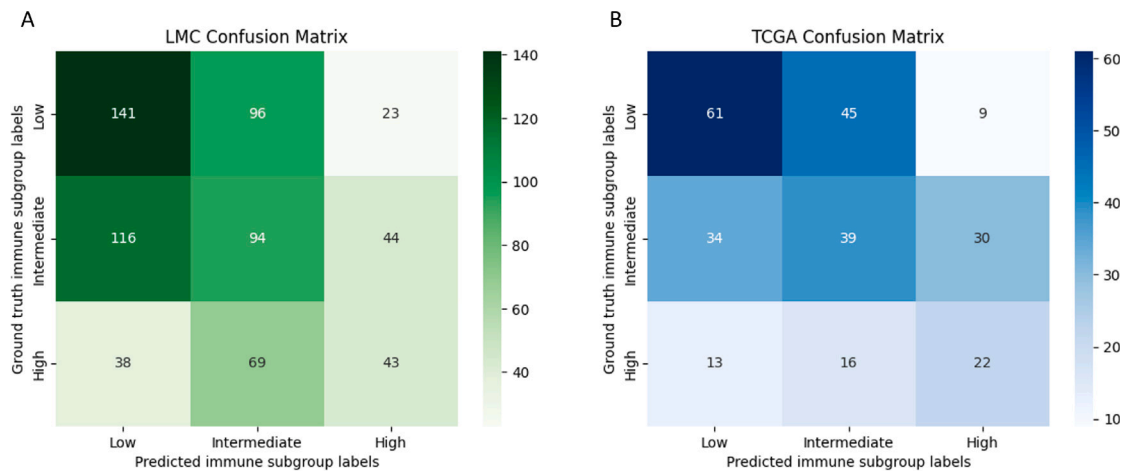 A
LMC Confusion Matrix
Ground truth immune subgroup labels
Low
Intermediate
High
141 96 23
116 94 44
38 69 43
Low Intermediate High
Predicted immune subgroup labels
140
120
100
80
60
40
B
TCGA Confusion Matrix
Ground truth immune subgroup labels
Low
Intermediate
High
61 45 9
34 39 30
13 16 22
Low Intermediate High
Predicted immune subgroup labels
60
50
40
30
20
10